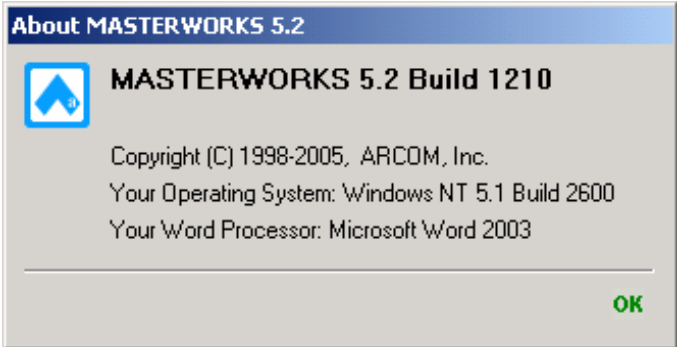 About MASTERWORKS 5.2
MASTERWORKS 5.2 Build 1210
a
Copyright (C) 1998-2005, ARCOM, Inc.
Your Operating System: Windows NT 5.1 Build 2600
Your Word Processor: Microsoft Word 2003
OK